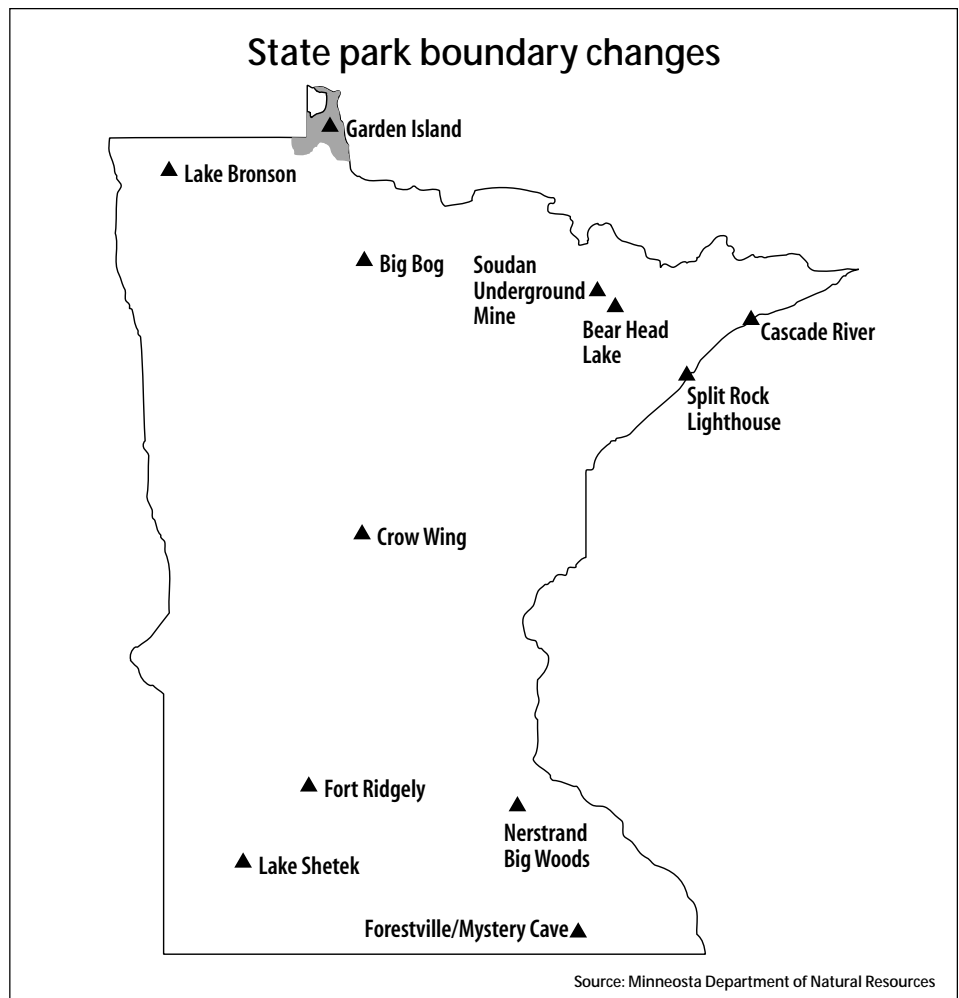 State park boundary changes
Garden Island
Lake Bronson
Big Bog
Soudan
Underground
Mine
Bear Head
Lake
Cascade River
Split Rock
Lighthouse
Crow Wing
Fort Ridgely
Nerstrand
Big Woods
Lake Shetek
Forestville/Mystery Cave
Source: Minneosta Department of Natural Resources